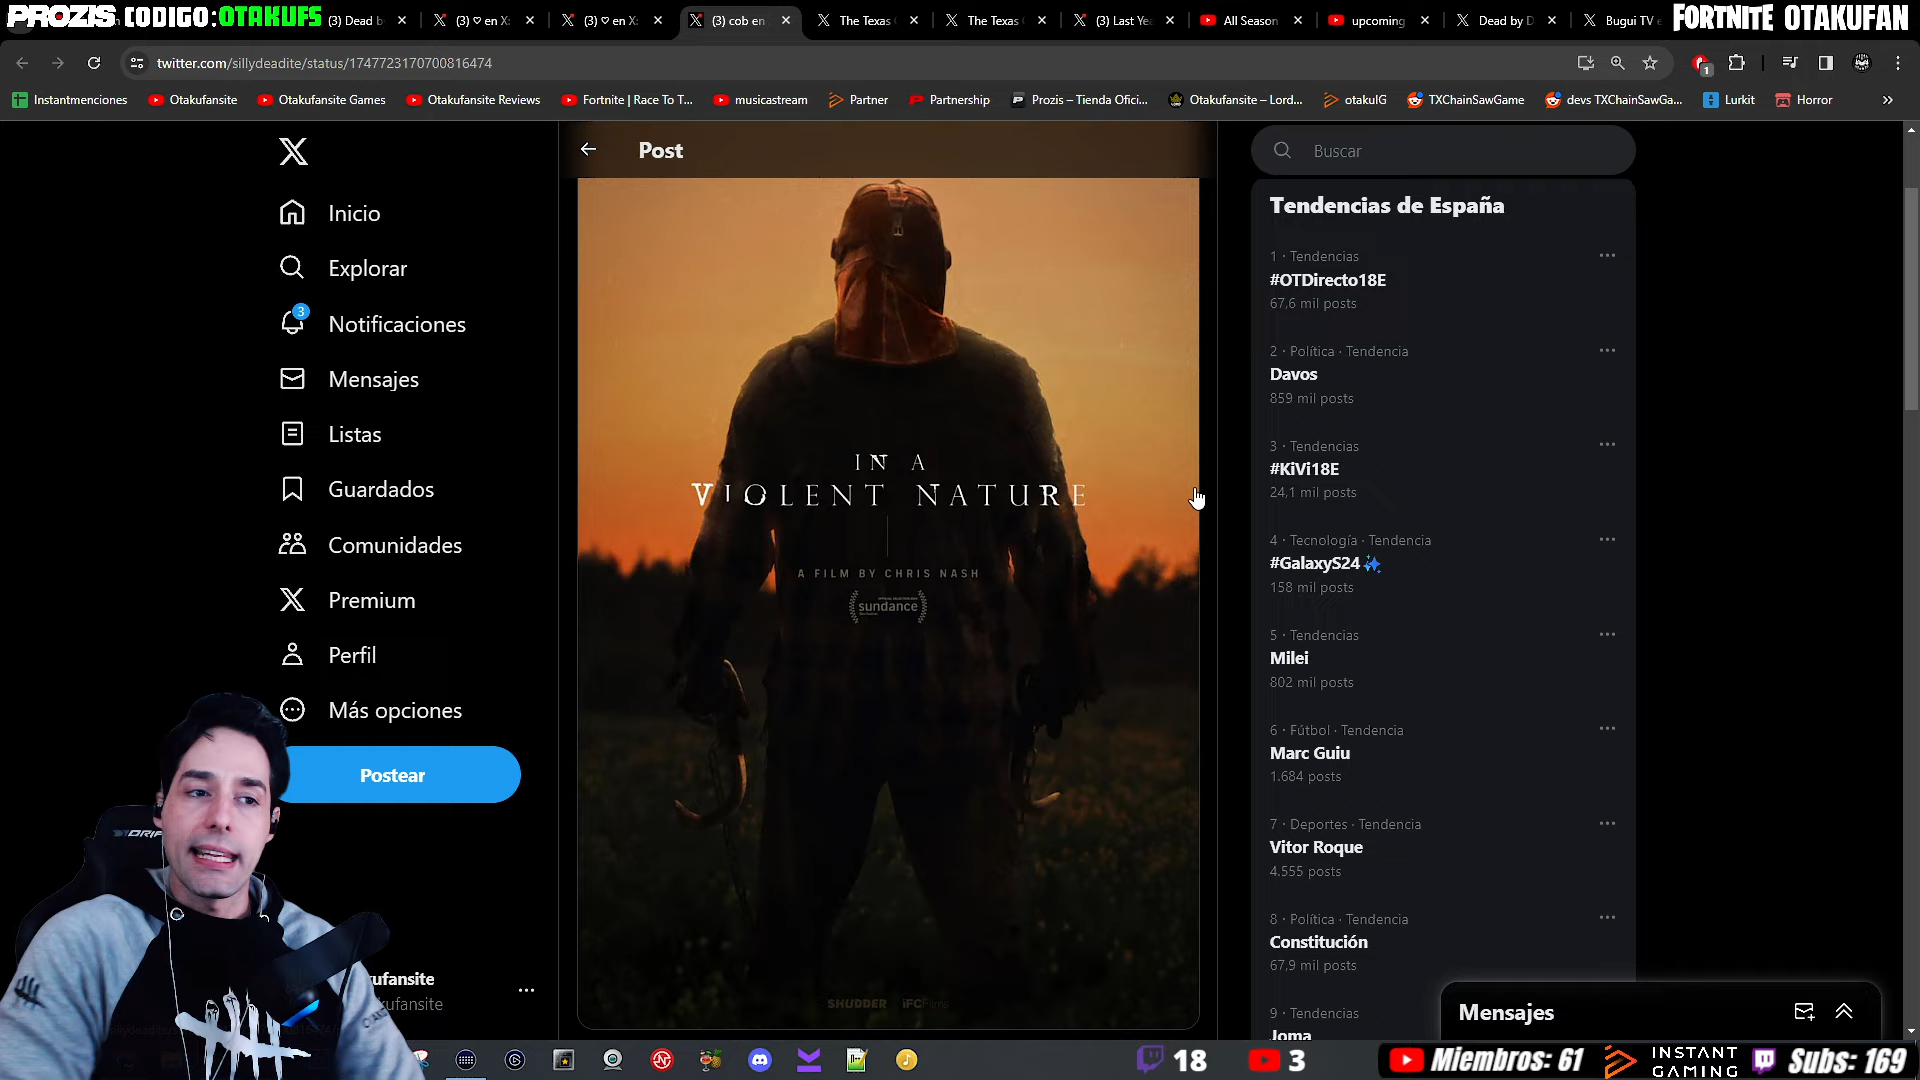 PROZIS CODIGO:OTAKUFS
(3) Dead b
(3) ♡ en X:
(3) ♡ en X:
(3) cob en
The Texas
The Texas
(3) Last Ye
All Season
upcoming
Dead by D
Bugui TV e
FORTNITE OTAKUFAN
twitter.com/sillydeadite/status/1747723170700816474
1
Instantmenciones
Otakufansite
Otakufansite Games
Otakufansite Reviews
Fortnite | Race To T...
musicastream
Partner
Partnership
Prozis – Tienda Ofici...
Otakufansite – Lord...
otakuIG
TXChainSawGame
devs TXChainSawGa...
Lurkit
Horror
Inicio
Explorar
3
Notificaciones
Mensajes
Listas
Guardados
Comunidades
Premium
Perfil
Más opciones
Postear
ufansite
kufansite
Post
IN A
VIOLENT NATURE
A FILM BY CHRIS NASH
sundance
SHUDDER IFC Films
Buscar
Tendencias de España
1 · Tendencias
#OTDirecto18E
67,6 mil posts
2 · Política · Tendencia
Davos
859 mil posts
3 · Tendencias
#KiVi18E
24,1 mil posts
4 · Tecnología · Tendencia
#GalaxyS24
158 mil posts
5 · Tendencias
Milei
802 mil posts
6 · Fútbol · Tendencia
Marc Guiu
1.684 posts
7 · Deportes · Tendencia
Vitor Roque
4.555 posts
8 · Política · Tendencia
Constitución
67,9 mil posts
9 · Tendencias
Joma
Mensajes
18
3
Miembros: 61
INSTANT
GAMING
Subs: 169